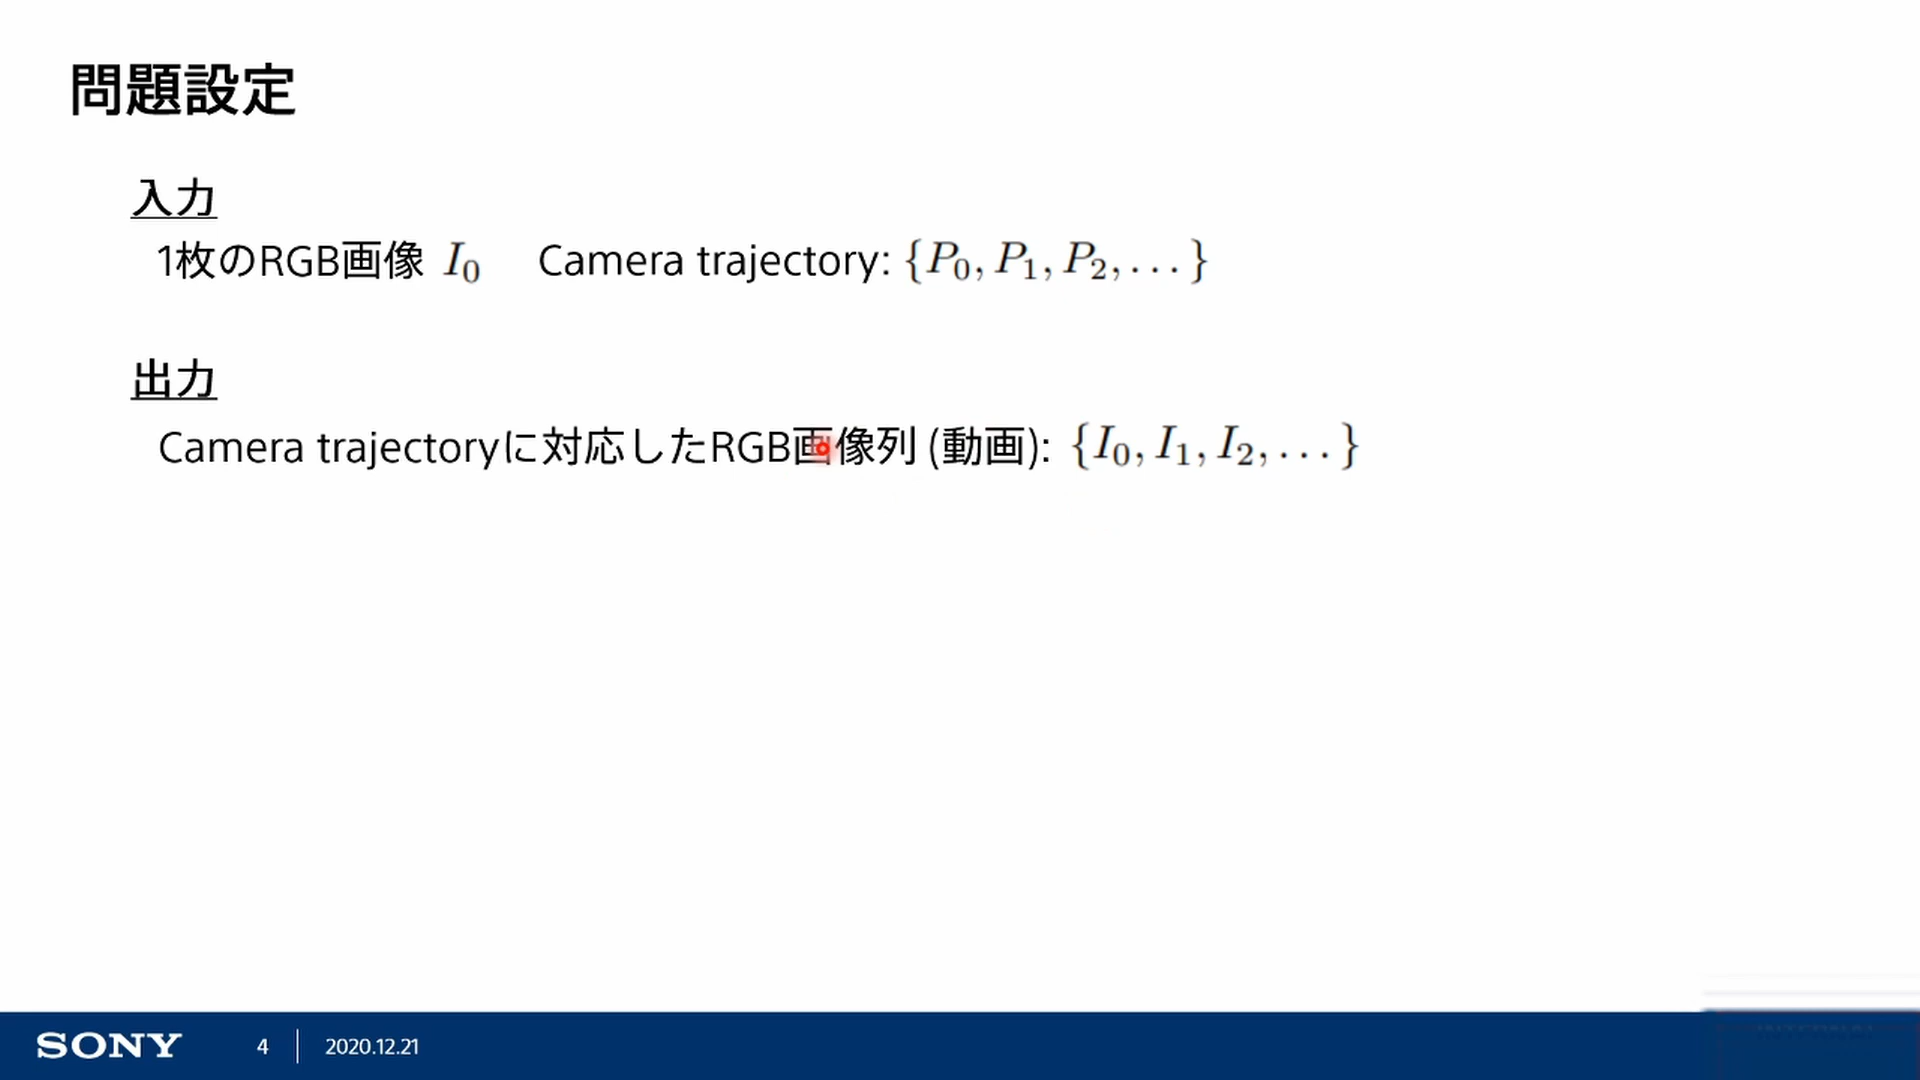 問題設定
入力
1枚のRGB画像 I₀ Camera trajectory: {P₀, P₁, P₂, . . . }
出力
Camera trajectoryに対応したRGB画像列 (動画): {I₀, I₁, I₂, . . . }
SONY 4 2020.12.21